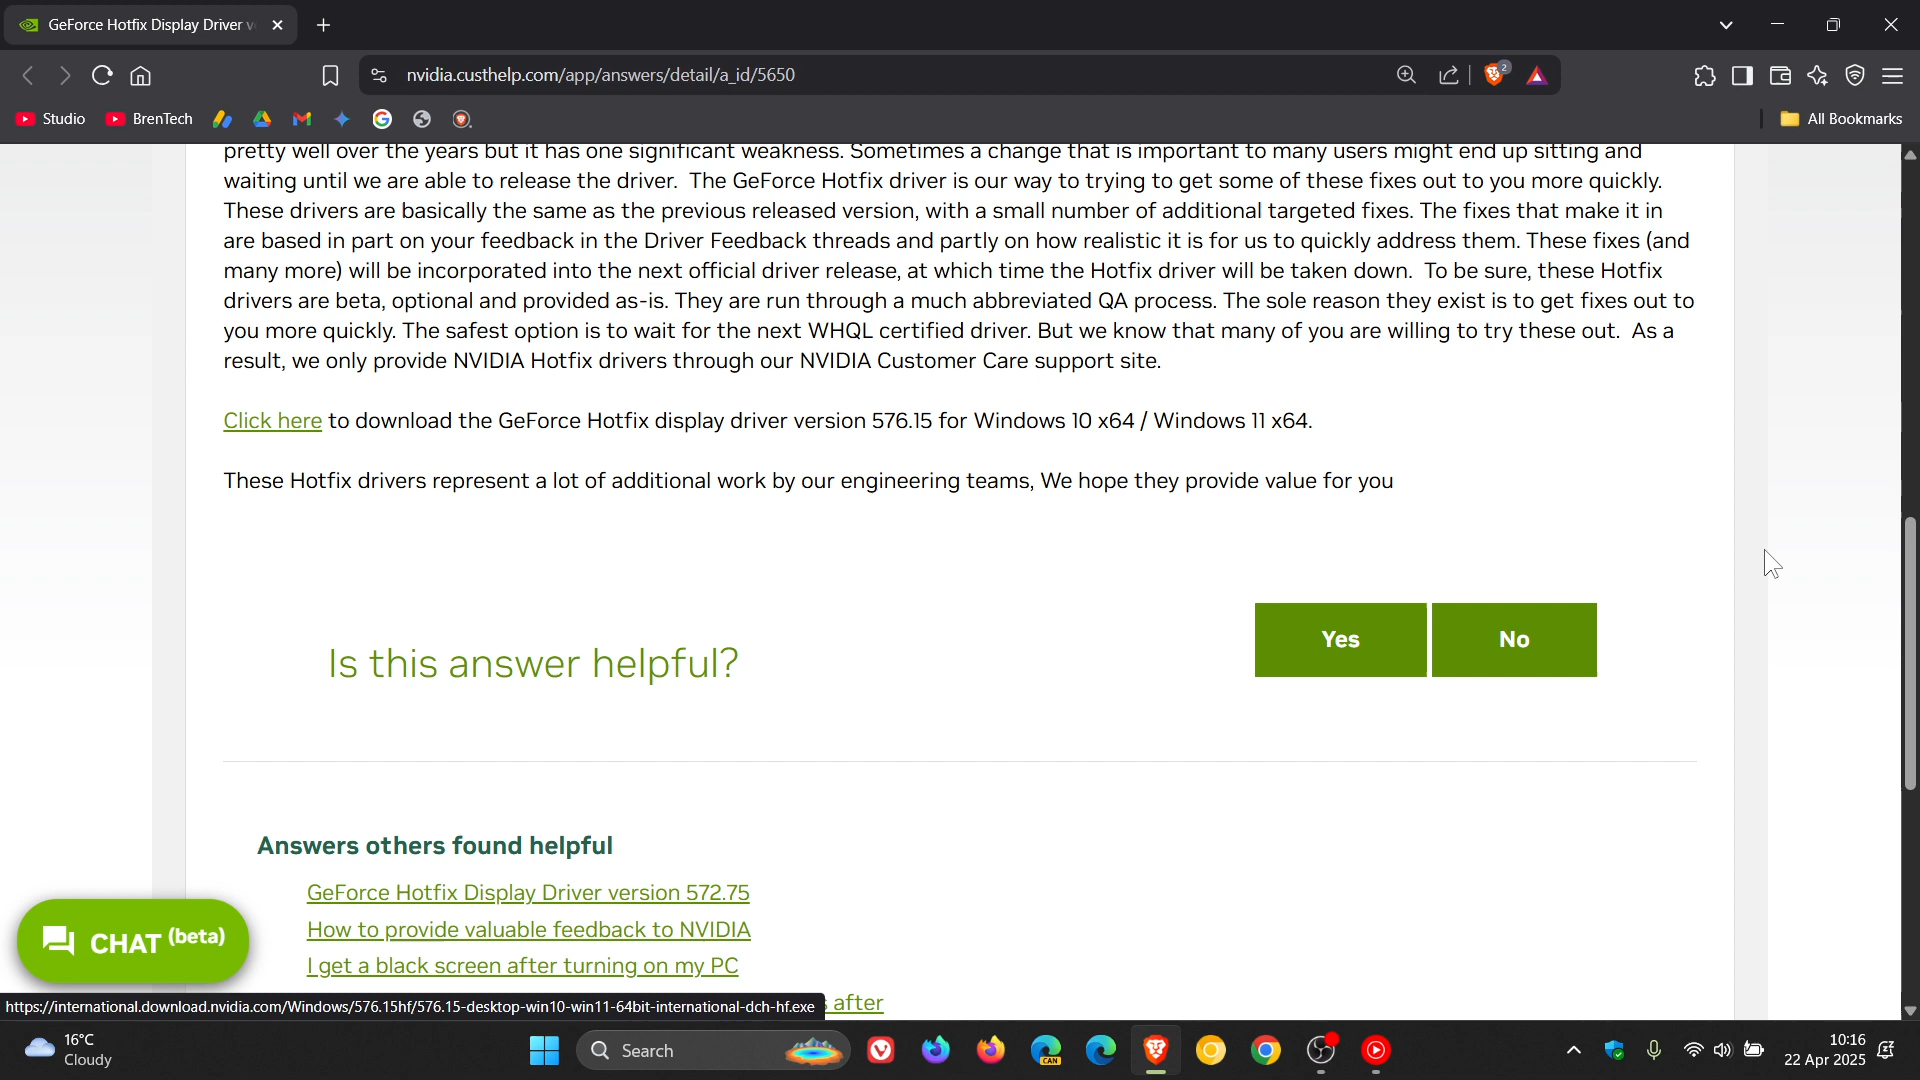 GeForce Hotfix Display Driver v
nvidia.custhelp.com/app/answers/detail/a_id/5650
2
Studio
BrenTech
All Bookmarks
pretty well over the years but it has one significant weakness. Sometimes a change that is important to many users might end up sitting and
waiting until we are able to release the driver.  The GeForce Hotfix driver is our way to trying to get some of these fixes out to you more quickly.
These drivers are basically the same as the previous released version, with a small number of additional targeted fixes. The fixes that make it in
are based in part on your feedback in the Driver Feedback threads and partly on how realistic it is for us to quickly address them. These fixes (and
many more) will be incorporated into the next official driver release, at which time the Hotfix driver will be taken down.  To be sure, these Hotfix
drivers are beta, optional and provided as-is. They are run through a much abbreviated QA process. The sole reason they exist is to get fixes out to
you more quickly. The safest option is to wait for the next WHQL certified driver. But we know that many of you are willing to try these out.  As a
result, we only provide NVIDIA Hotfix drivers through our NVIDIA Customer Care support site.
Click here to download the GeForce Hotfix display driver version 576.15 for Windows 10 x64 / Windows 11 x64.
These Hotfix drivers represent a lot of additional work by our engineering teams, We hope they provide value for you
Is this answer helpful?
Yes
No
Answers others found helpful
GeForce Hotfix Display Driver version 572.75
How to provide valuable feedback to NVIDIA
I get a black screen after turning on my PC
after
CHAT (beta)
https://international.download.nvidia.com/Windows/576.15hf/576.15-desktop-win10-win11-64bit-international-dch-hf.exe
16°C
Cloudy
Search
CAN
10:16
22 Apr 2025